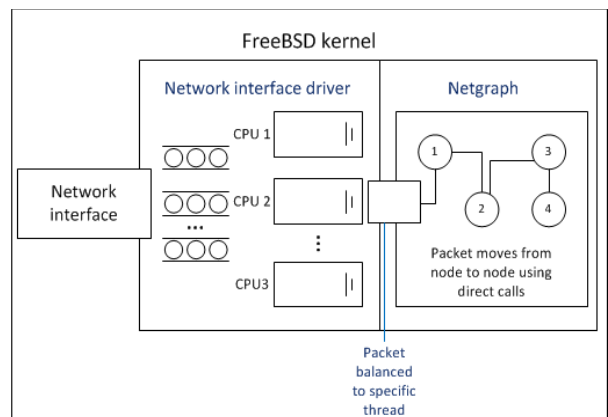 FreeBSD kernel
Network interface driver
Netgraph
CPU 1
1
3
Network
interface
CPU 2
...
2
4
...
CPU3
Packet moves from
node to node using
direct calls
Packet
balanced
to specific
thread